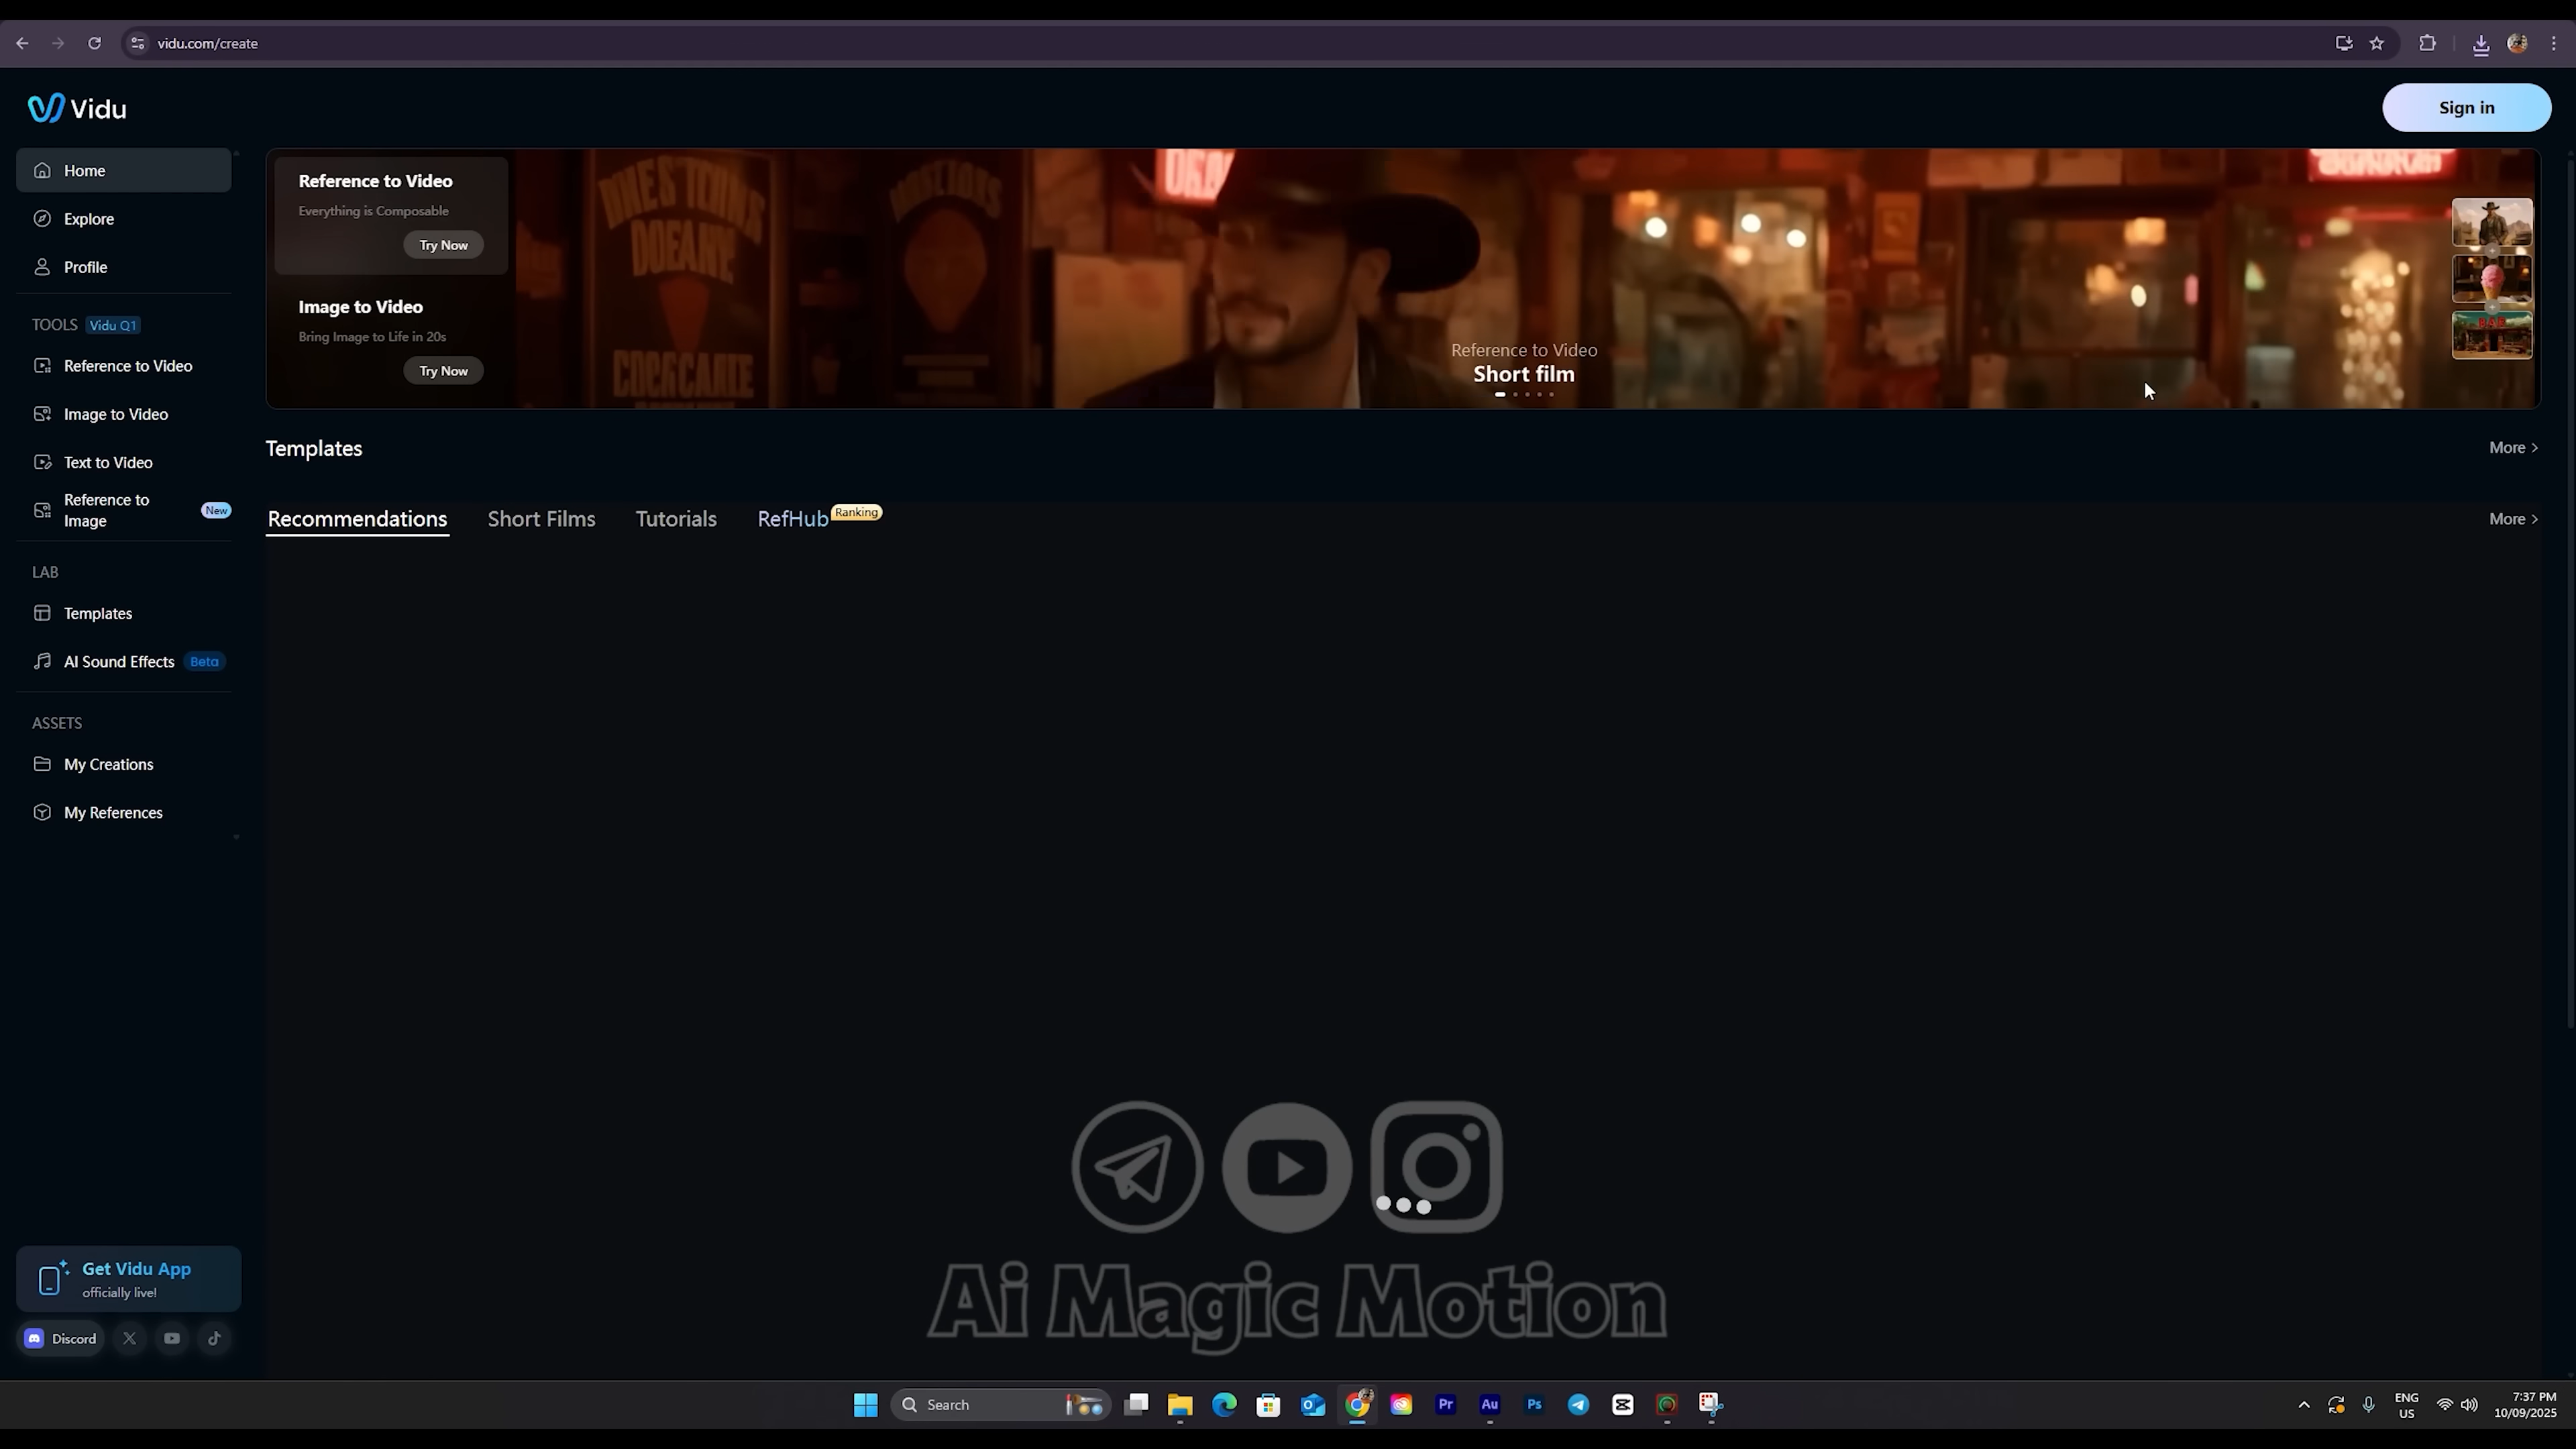 vidu.com/create
Vidu
Sign in
Home
Explore
Profile
TOOLS Vidu Q1
Reference to Video
Image to Video
Text to Video
Reference to
Image
New
LAB
Templates
AI Sound Effects Beta
ASSETS
My Creations
My References
Get Vidu App
officially live!
Discord
Reference to Video
Everything is Composable
Try Now
Image to Video
Bring Image to Life in 20s
Try Now
Reference to Video
Short film
BAR
Templates
More >
Recommendations Short Films Tutorials RefHub Ranking
More >
Ai Magic Motion
Search
Pr
Au
Ps
ENG
US
7:37 PM
10/09/2025